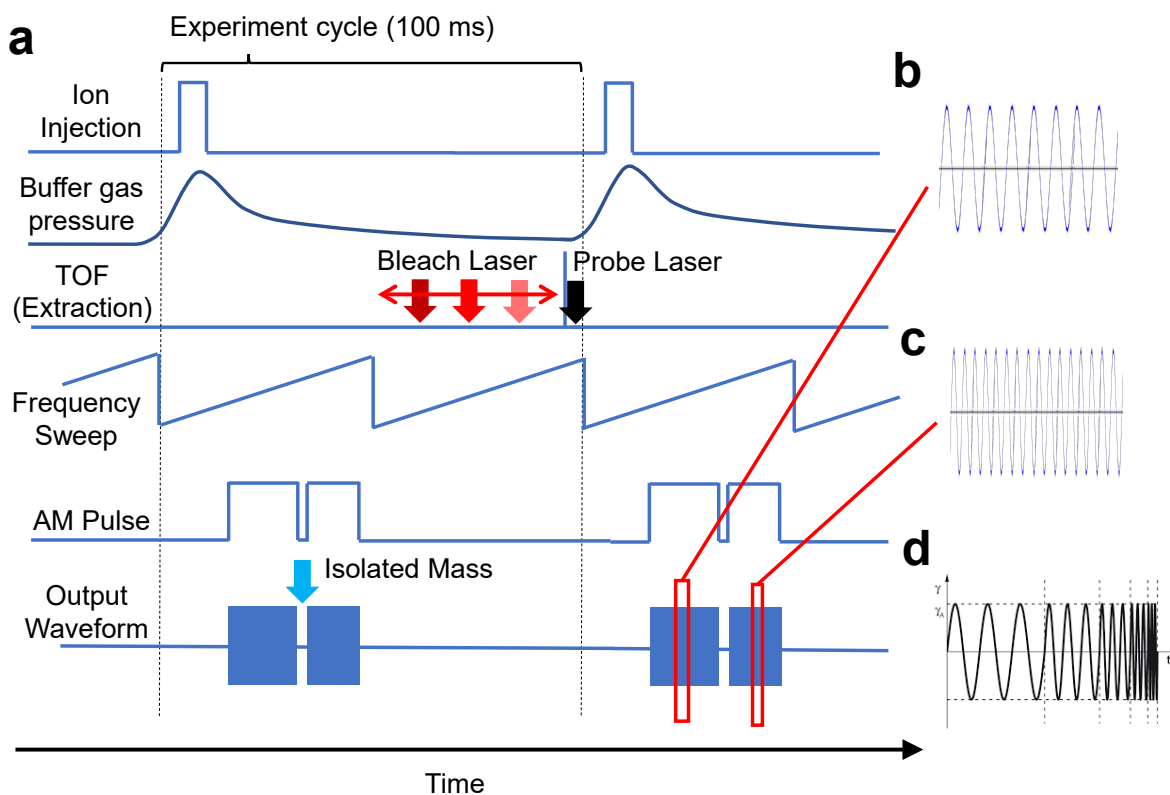 a
Experiment cycle (100 ms)
b
Ion
Injection
Buffer gas
pressure
TOF
(Extraction)
Bleach Laser
Probe Laser
c
Frequency
Sweep
AM Pulse
d
Isolated Mass
Output
Waveform
γ
γA
t
Time